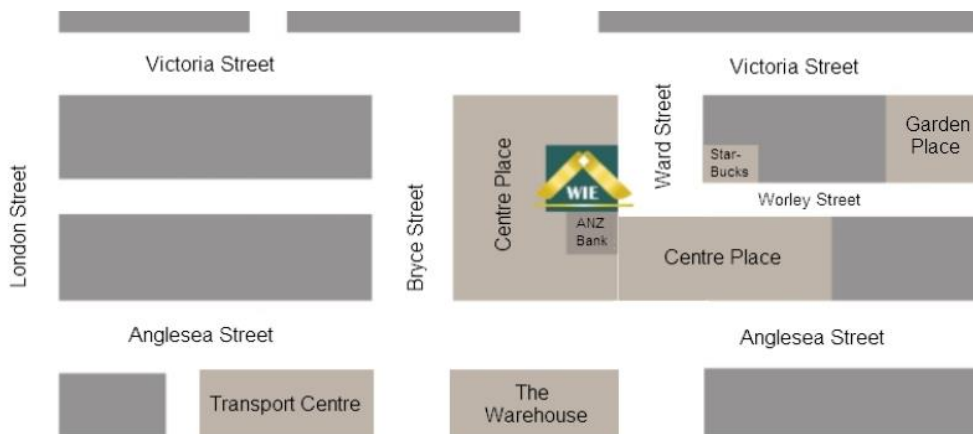 Victoria Street
Victoria Street
London Street
Bryce Street
Centre Place
WIE
ANZ
Bank
Ward Street
Star-
Bucks
Garden
Place
Worley Street
Centre Place
Anglesea Street
Anglesea Street
Transport Centre
The
Warehouse